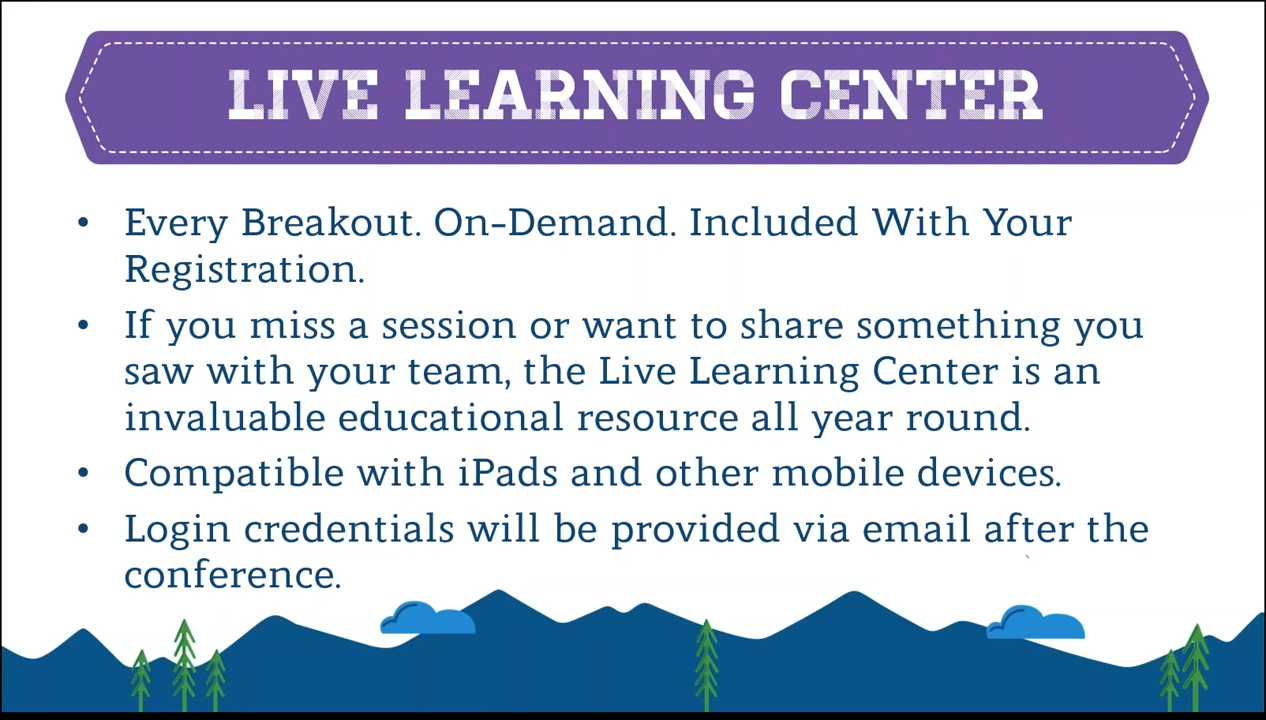 LIVE LEARNING CENTER
• Every Breakout. On-Demand. Included With Your
Registration.
• If you miss a session or want to share something you
saw with your team, the Live Learning Center is an
invaluable educational resource all year round.
• Compatible with iPads and other mobile devices.
• Login credentials will be provided via email after the
conference.